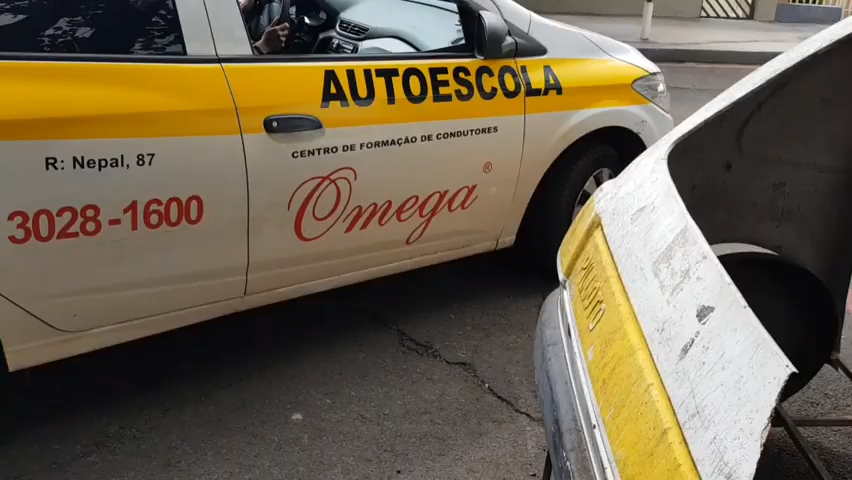 AUTOESCOLA
CENTRO DE FORMAÇÃO DE CONDUTORES
R: Nepal, 87
Omega ®
3028-1600